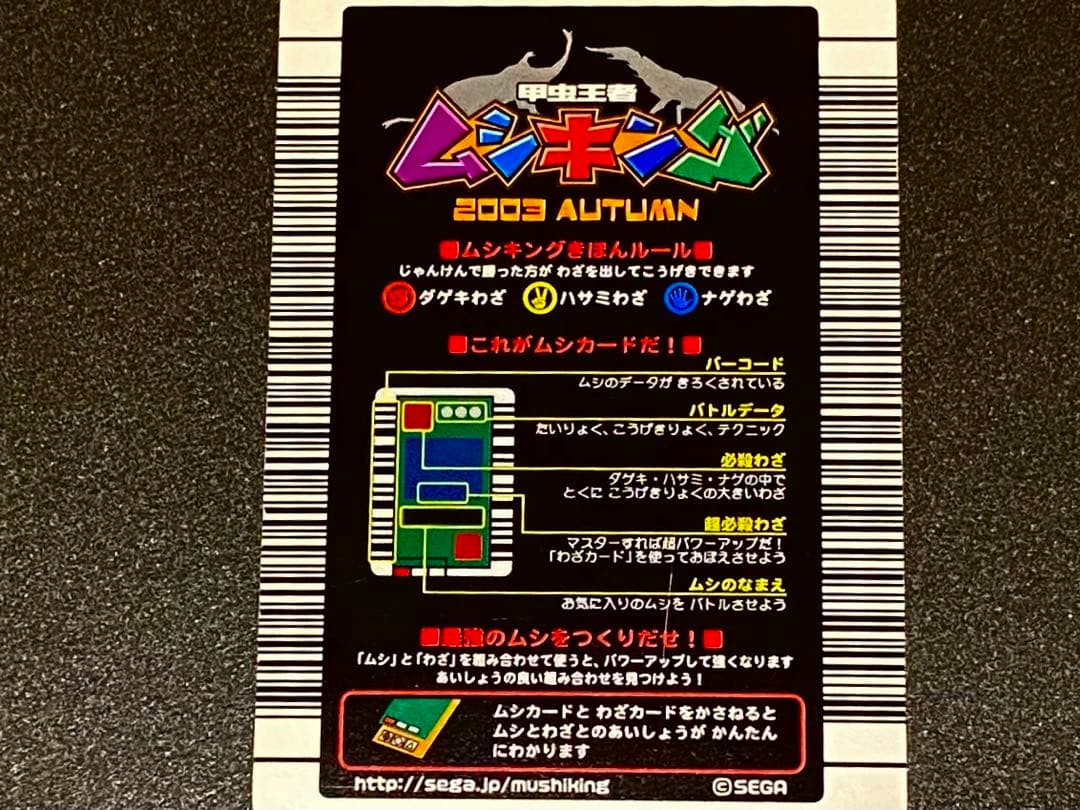 甲虫王者
ムシキング
2003 AUTUMN
■ムシキングきほんルール■
じゃんけんで勝った方が わざを出してこうげきできます
ダゲキわざ ハサミわざ ナゲわざ
■これがムシカードだ！■
バーコード
ムシのデータが きろくされている
バトルデータ
たいりょく、こうげきりょく、テクニック
必殺わざ
ダゲキ・ハサミ・ナゲの中で
とくに こうげきりょくの大きいわざ
超必殺わざ
マスターすれば超パワーアップだ！
「わざカード」を使っておぼえさせよう
ムシのなまえ
お気に入りのムシを バトルさせよう
■最強のムシをつくりだせ！■
「ムシ」と「わざ」を組み合わせて使うと、パワーアップして強くなります
あいしょうの良い組み合わせを見つけよう！
ムシカードと わざカードをかさねると
ムシとわざとのあいしょうが かんたん
にわかります
http://sega.jp/mushiking
©SEGA